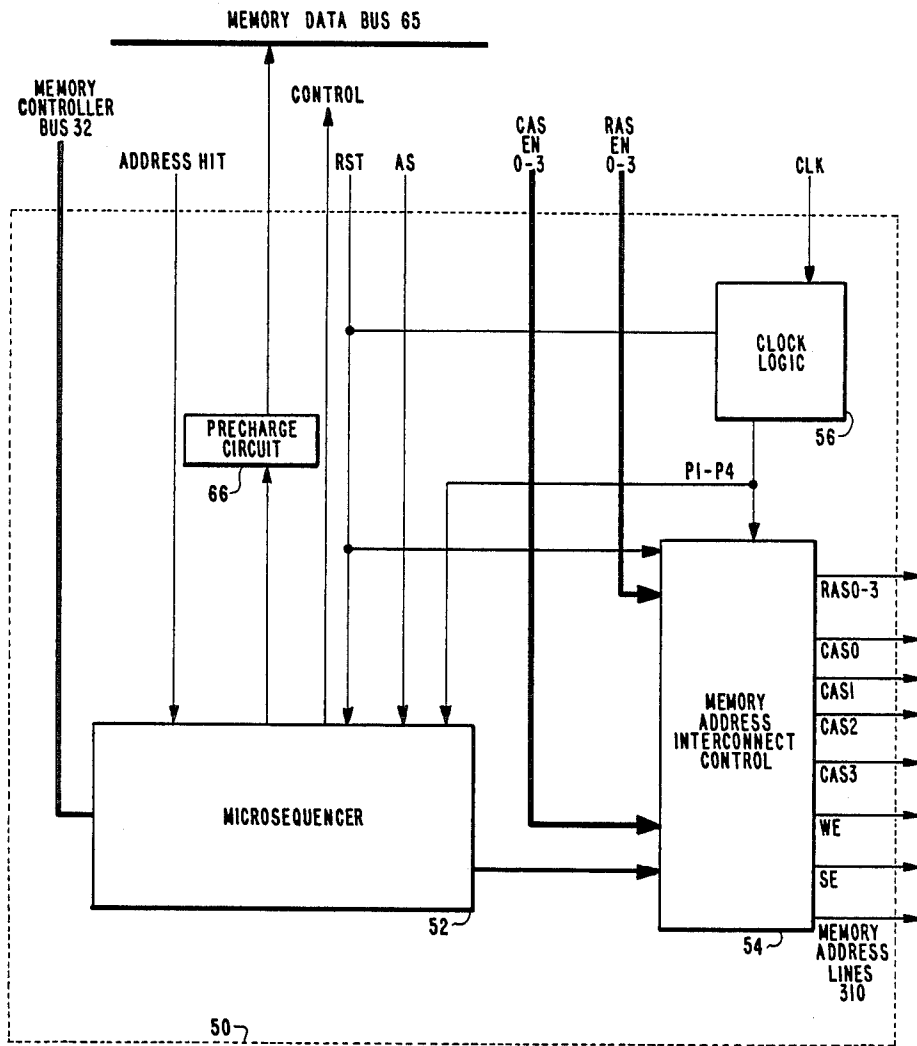 MEMORY DATA BUS 65
MEMORY
CONTROLLER
BUS 32
CONTROL
ADDRESS HIT
RST
AS
CAS
EN
0-3
RAS
EN
0-3
CLK
CLOCK
LOGIC
56
PRECHARGE
CIRCUIT
66
P1-P4
RAS0-3
CAS0
CAS1
CAS2
CAS3
WE
SE
MEMORY
ADDRESS
LINES
310
MEMORY
ADDRESS
INTERCONNECT
CONTROL
54
MICROSEQUENCER
52
50